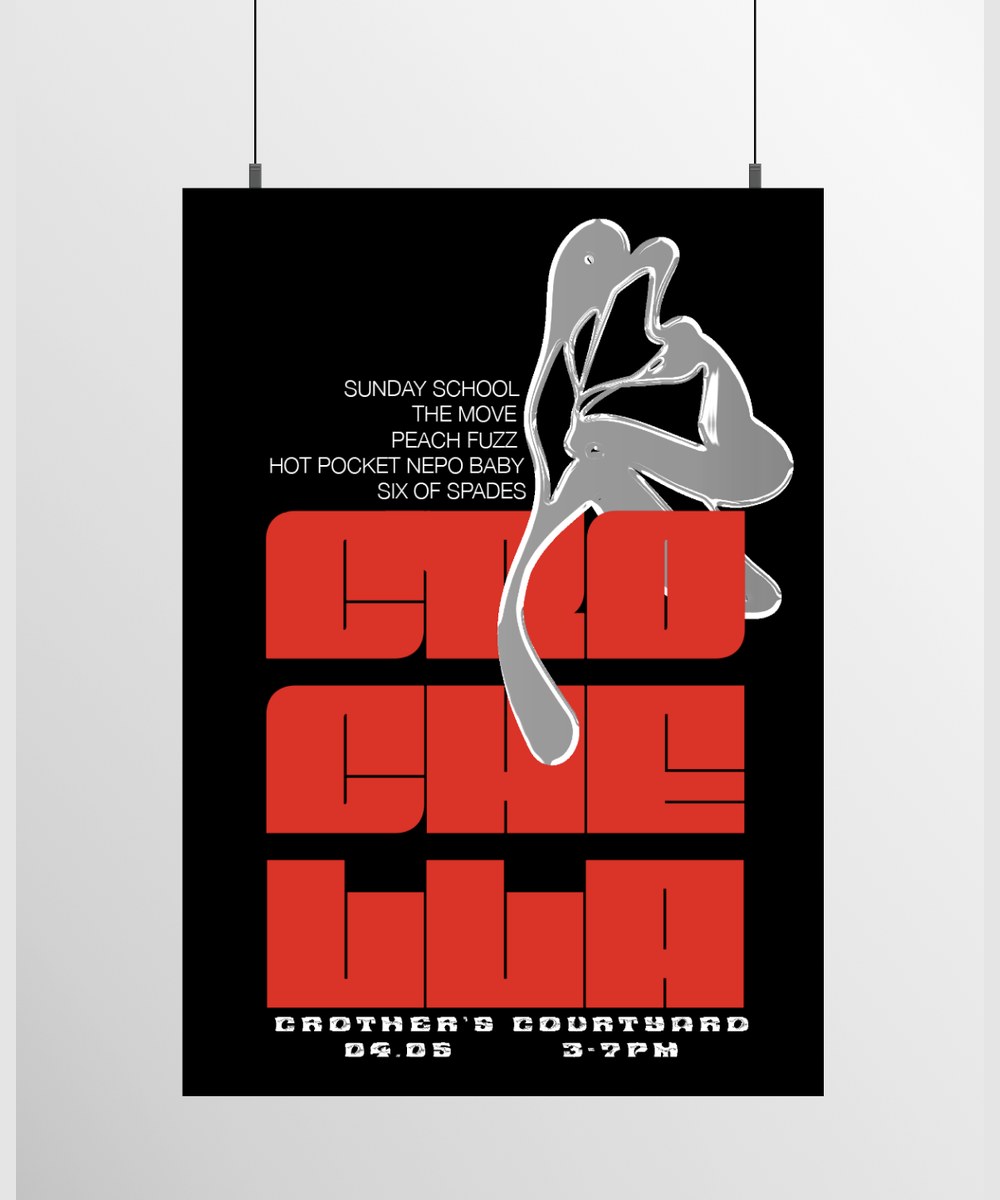 SUNDAY SCHOOL
THE MOVE
PEACH FUZZ
HOT POCKET NEPO BABY
SIX OF SPADES
CRO
CHE
LLA
CROTHER'S COURTYARD
04.05 3-7PM